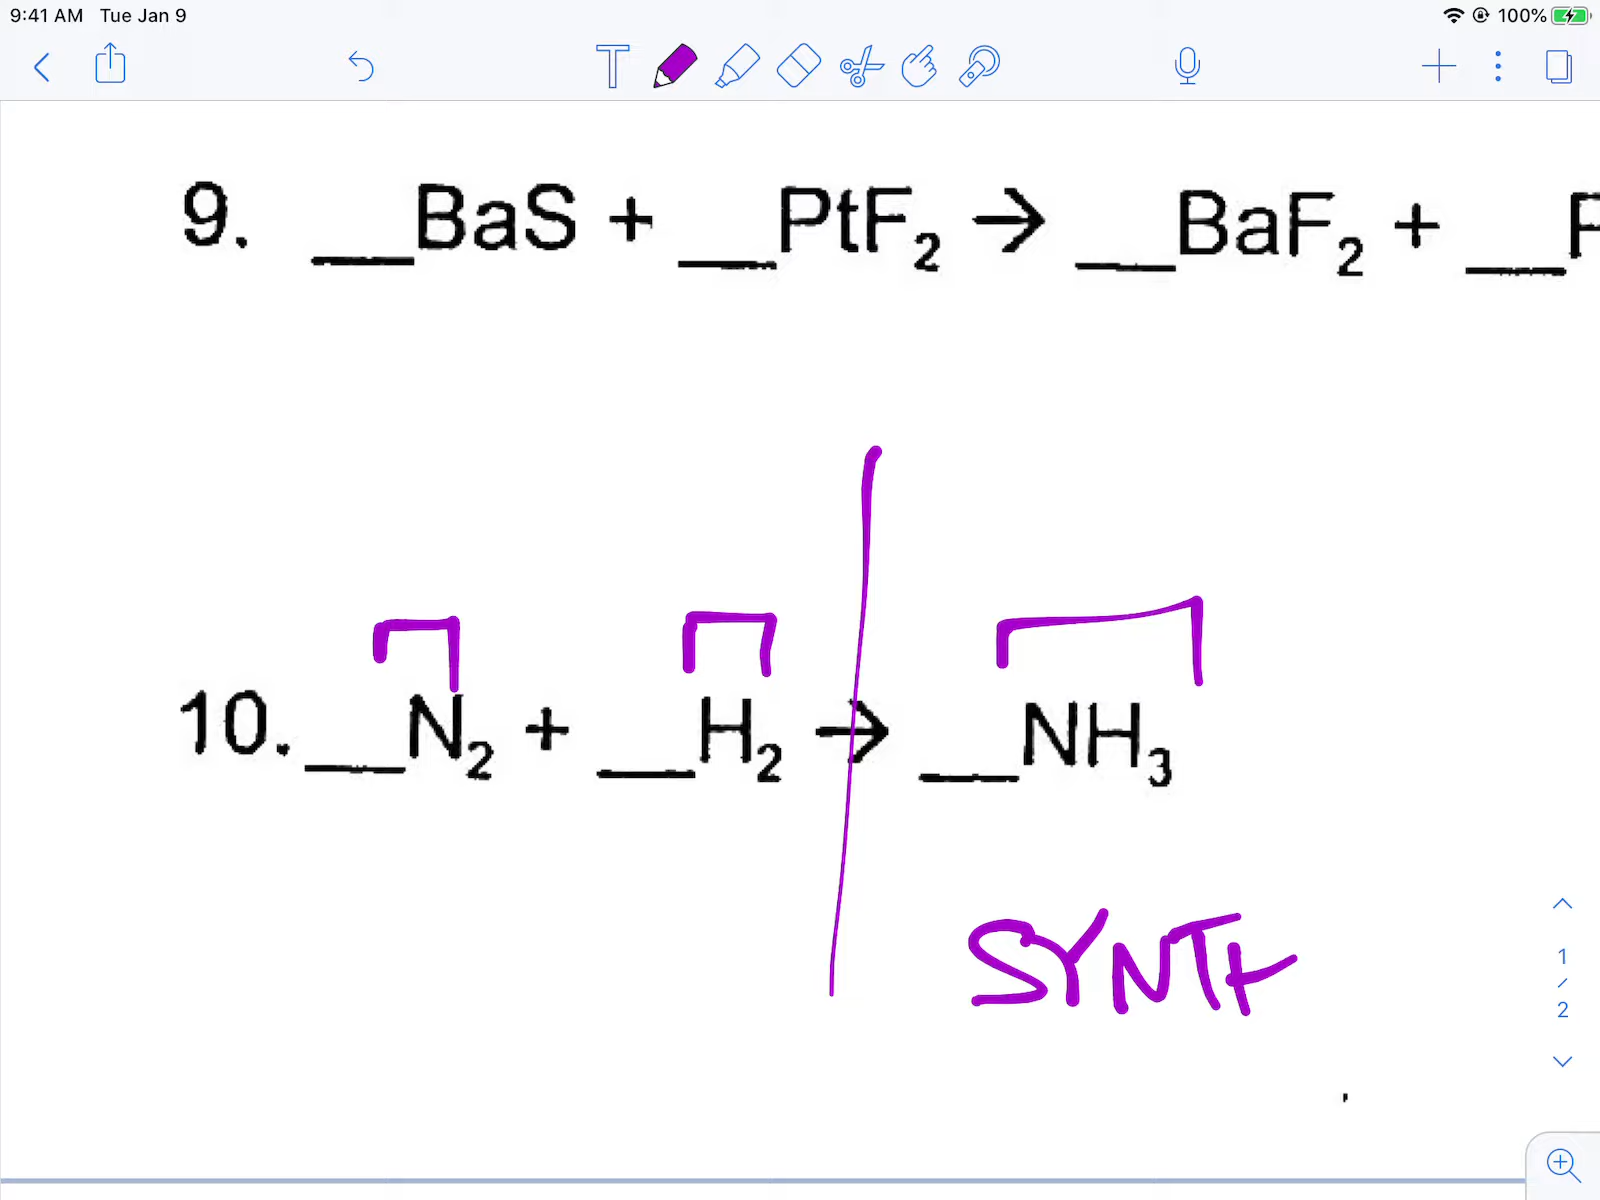 9:41 AM Tue Jan 9 100%
T
9. __BaS + __PtF₂ → __BaF₂ + __P
10. __N₂ + __H₂ → __NH₃
SYNTH
1
/
2